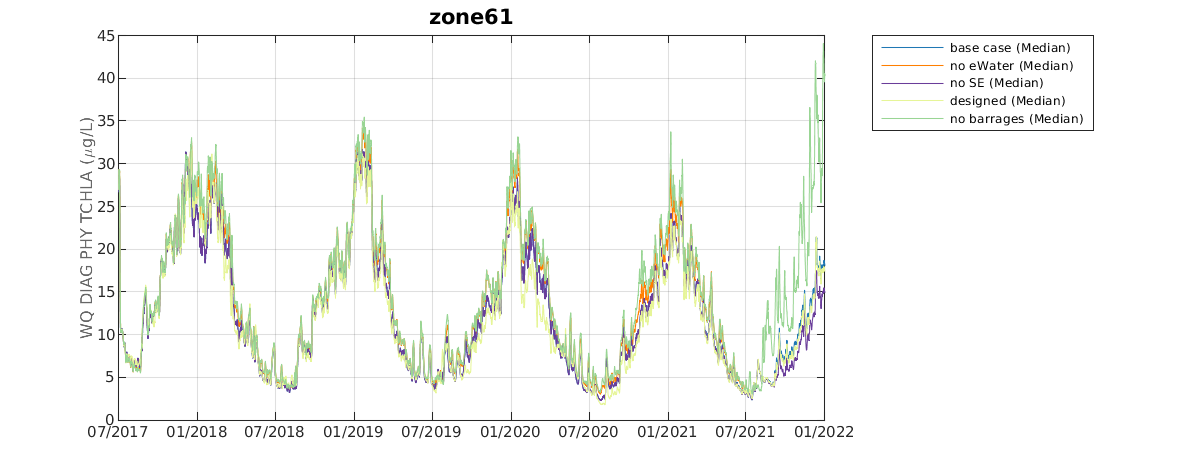 zone61
WQ DIAG PHY TCHLA (μg/L)
45
40
35
30
25
20
15
10
5
0
07/2017 01/2018 07/2018 01/2019 07/2019 01/2020 07/2020 01/2021 07/2021 01/2022
base case (Median)
no eWater (Median)
no SE (Median)
designed (Median)
no barrages (Median)